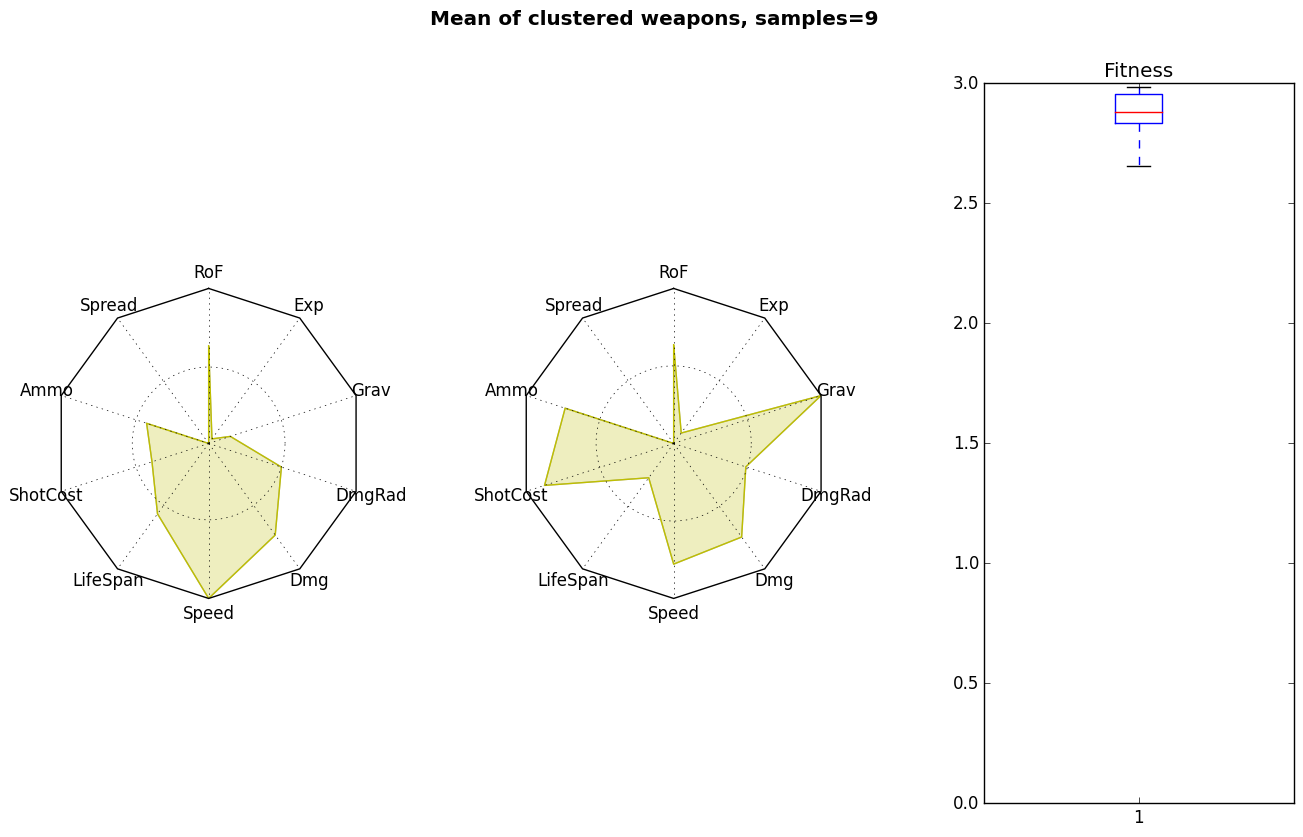 Mean of clustered weapons, samples=9
RoF
Spread
Exp
Ammo
Grav
ShotCost
DmgRad
LifeSpan
Dmg
Speed
RoF
Spread
Exp
Ammo
Grav
ShotCost
DmgRad
LifeSpan
Dmg
Speed
Fitness
3.0
2.5
2.0
1.5
1.0
0.5
0.0
1